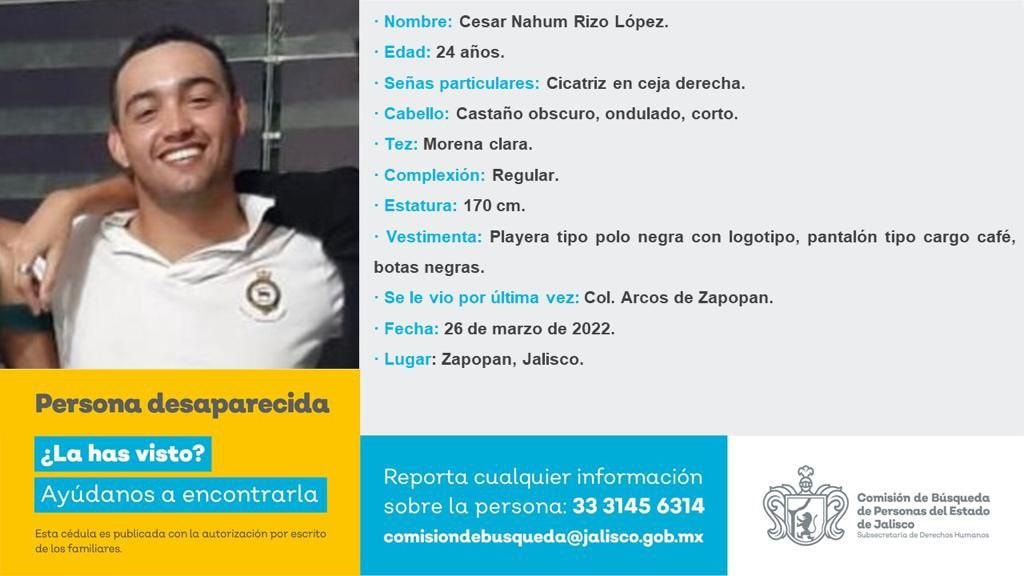 · Nombre: Cesar Nahum Rizo López.
· Edad: 24 años.
· Señas particulares: Cicatriz en ceja derecha.
· Cabello: Castaño obscuro, ondulado, corto.
· Tez: Morena clara.
· Complexión: Regular.
· Estatura: 170 cm.
· Vestimenta: Playera tipo polo negra con logotipo, pantalón tipo cargo café,
botas negras.
· Se le vio por última vez: Col. Arcos de Zapopan.
· Fecha: 26 de marzo de 2022.
· Lugar: Zapopan, Jalisco.
Persona desaparecida
¿La has visto?
Ayúdanos a encontrarla
Esta cédula es publicada con la autorización por escrito
de los familiares.
Reporta cualquier información
sobre la persona: 33 3145 6314
comisiondebusqueda@jalisco.gob.mx
Comisión de Búsqueda
de Personas del Estado
de Jalisco
Subsecretaría de Derechos Humanos